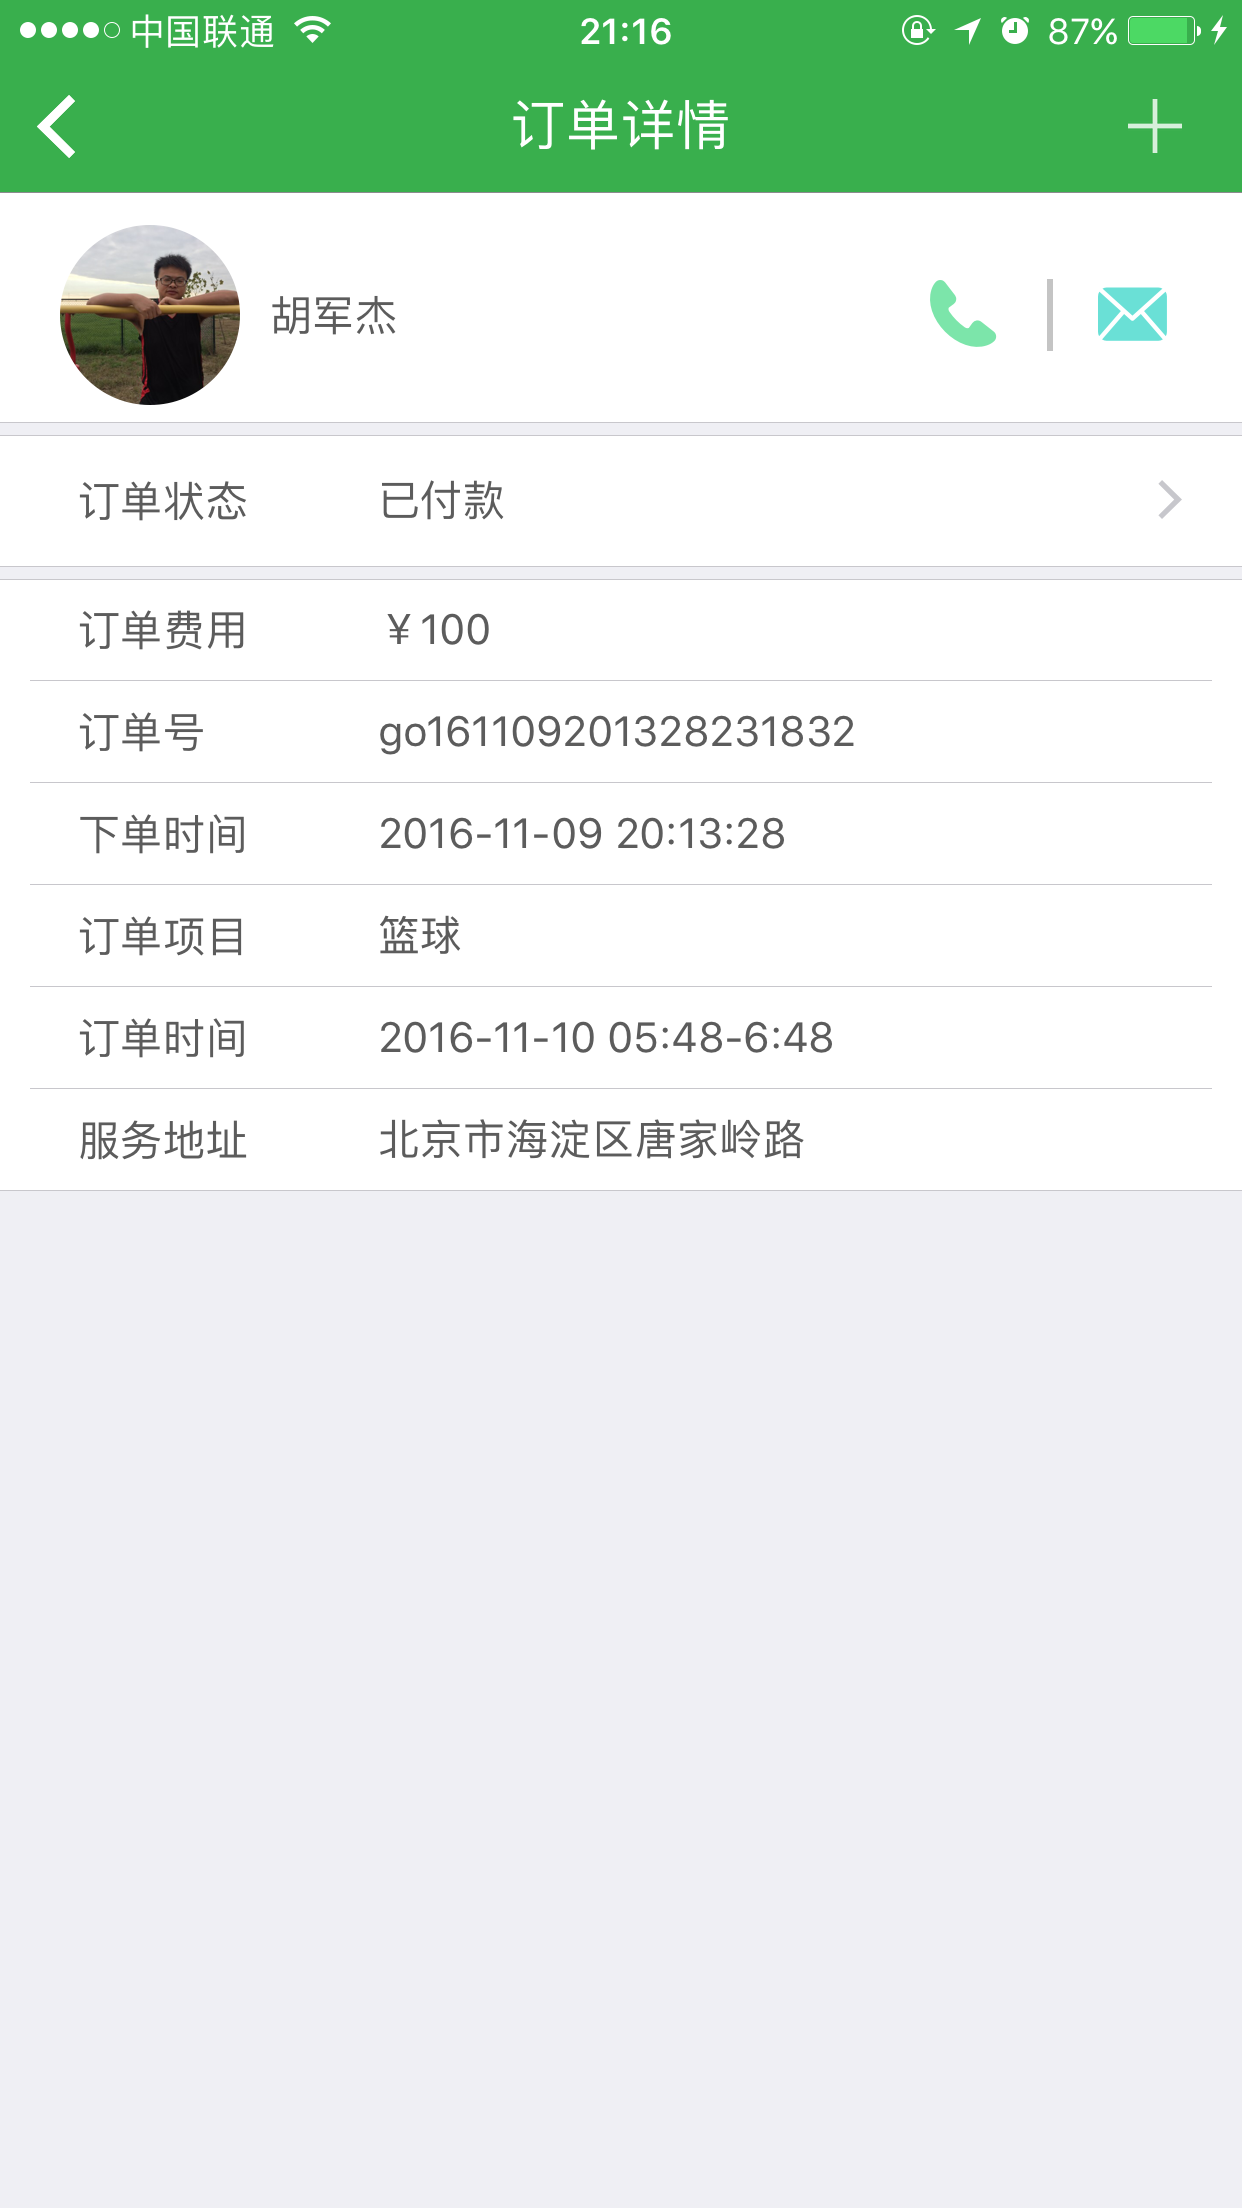 中国联通 21:16 87%
订单详情
胡军杰
订单状态 已付款
订单费用 ￥100
订单号 go161109201328231832
下单时间 2016-11-09 20:13:28
订单项目 篮球
订单时间 2016-11-10 05:48-6:48
服务地址 北京市海淀区唐家岭路